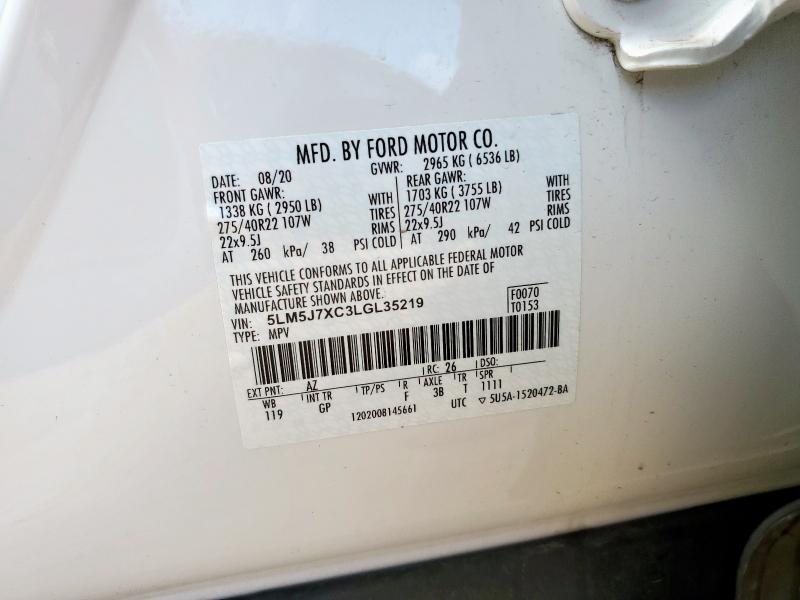 MFD. BY FORD MOTOR CO.
DATE: 08/20 GVWR: 2965 KG ( 6536 LB)
FRONT GAWR: REAR GAWR:
1338 KG ( 2950 LB) WITH 1703 KG ( 3755 LB) WITH
275/40R22 107W TIRES 275/40R22 107W TIRES
22x9.5J RIMS 22x9.5J RIMS
AT 260 kPa/ 38 PSI COLD AT 290 kPa/ 42 PSI COLD
THIS VEHICLE CONFORMS TO ALL APPLICABLE FEDERAL MOTOR
VEHICLE SAFETY STANDARDS IN EFFECT ON THE DATE OF
MANUFACTURE SHOWN ABOVE.
VIN: 5LM5J7XC3LGL35219 F0070
TYPE: MPV T0153
RC: 26 DSO:
EXT PNT: AZ
WB INT TR TP/PS R AXLE TR SPR
119 GP F 3B T 1111
1202008145661 UTC ▽ 5U5A-1520472-BA